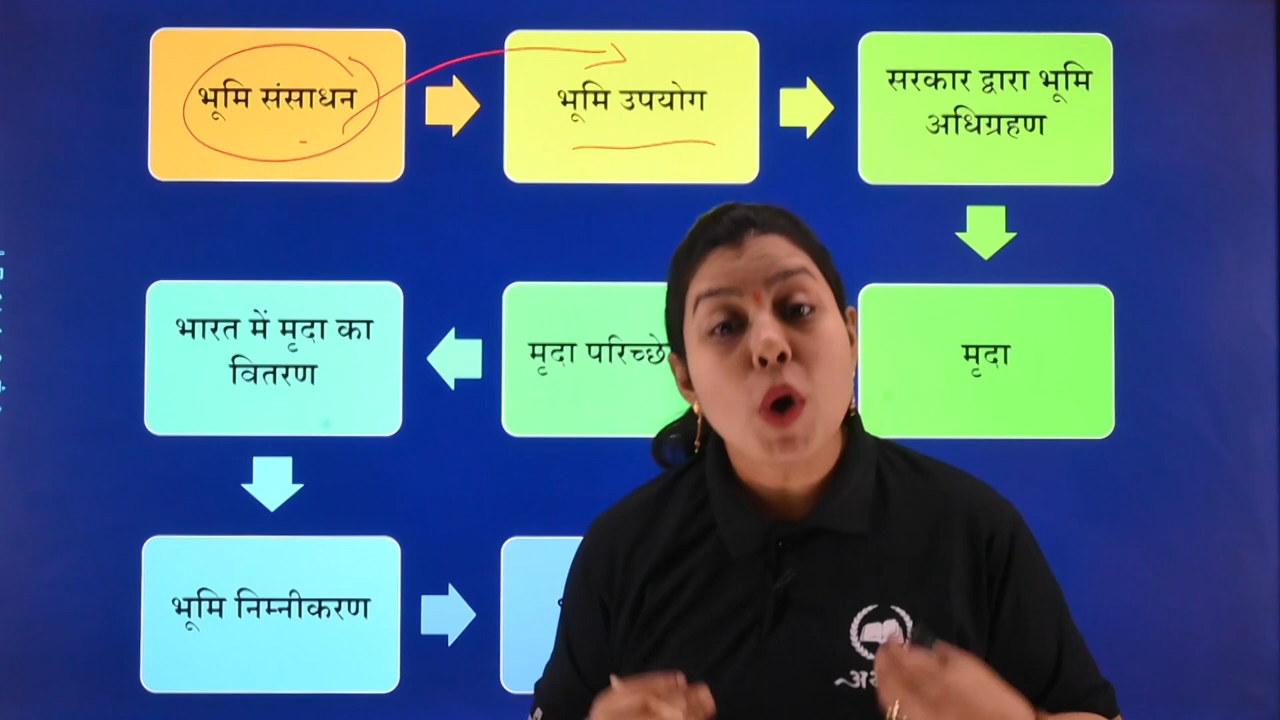 भूमि संसाधन
भूमि उपयोग
सरकार द्वारा भूमि
अधिग्रहण
भारत में मृदा का
वितरण
मृदा
मृदा
भूमि निम्नीकरण